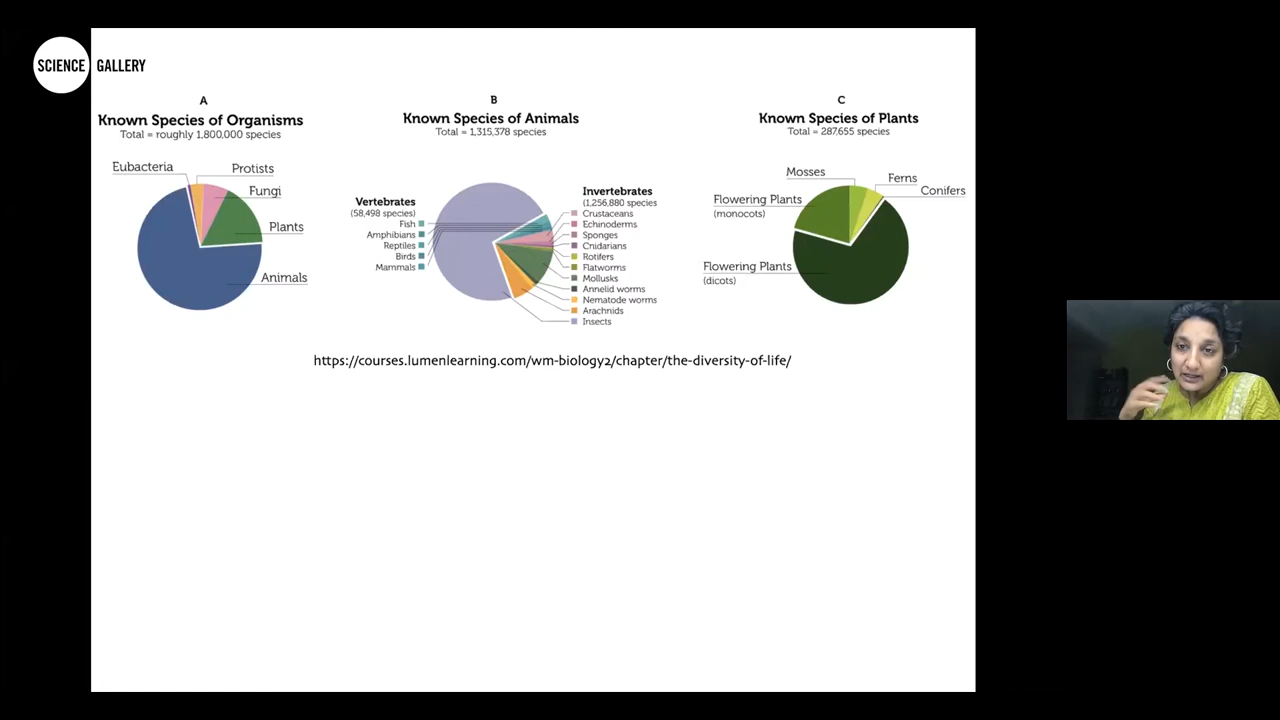 SCIENCE GALLERY
A
Known Species of Organisms
Total = roughly 1,800,000 species
Eubacteria
Protists
Fungi
Plants
Animals
B
Known Species of Animals
Total = 1,315,378 species
Vertebrates
(58,498 species)
Fish
Amphibians
Reptiles
Birds
Mammals
Invertebrates
(1,256,880 species
Crustaceans
Echinoderms
Sponges
Cnidarians
Rotifers
Flatworms
Mollusks
Annelid worms
Nematode worms
Arachnids
Insects
C
Known Species of Plants
Total = 287,655 species
Mosses
Ferns
Conifers
Flowering Plants
(monocots)
Flowering Plants
(dicots)
https://courses.lumenlearning.com/wm-biology2/chapter/the-diversity-of-life/